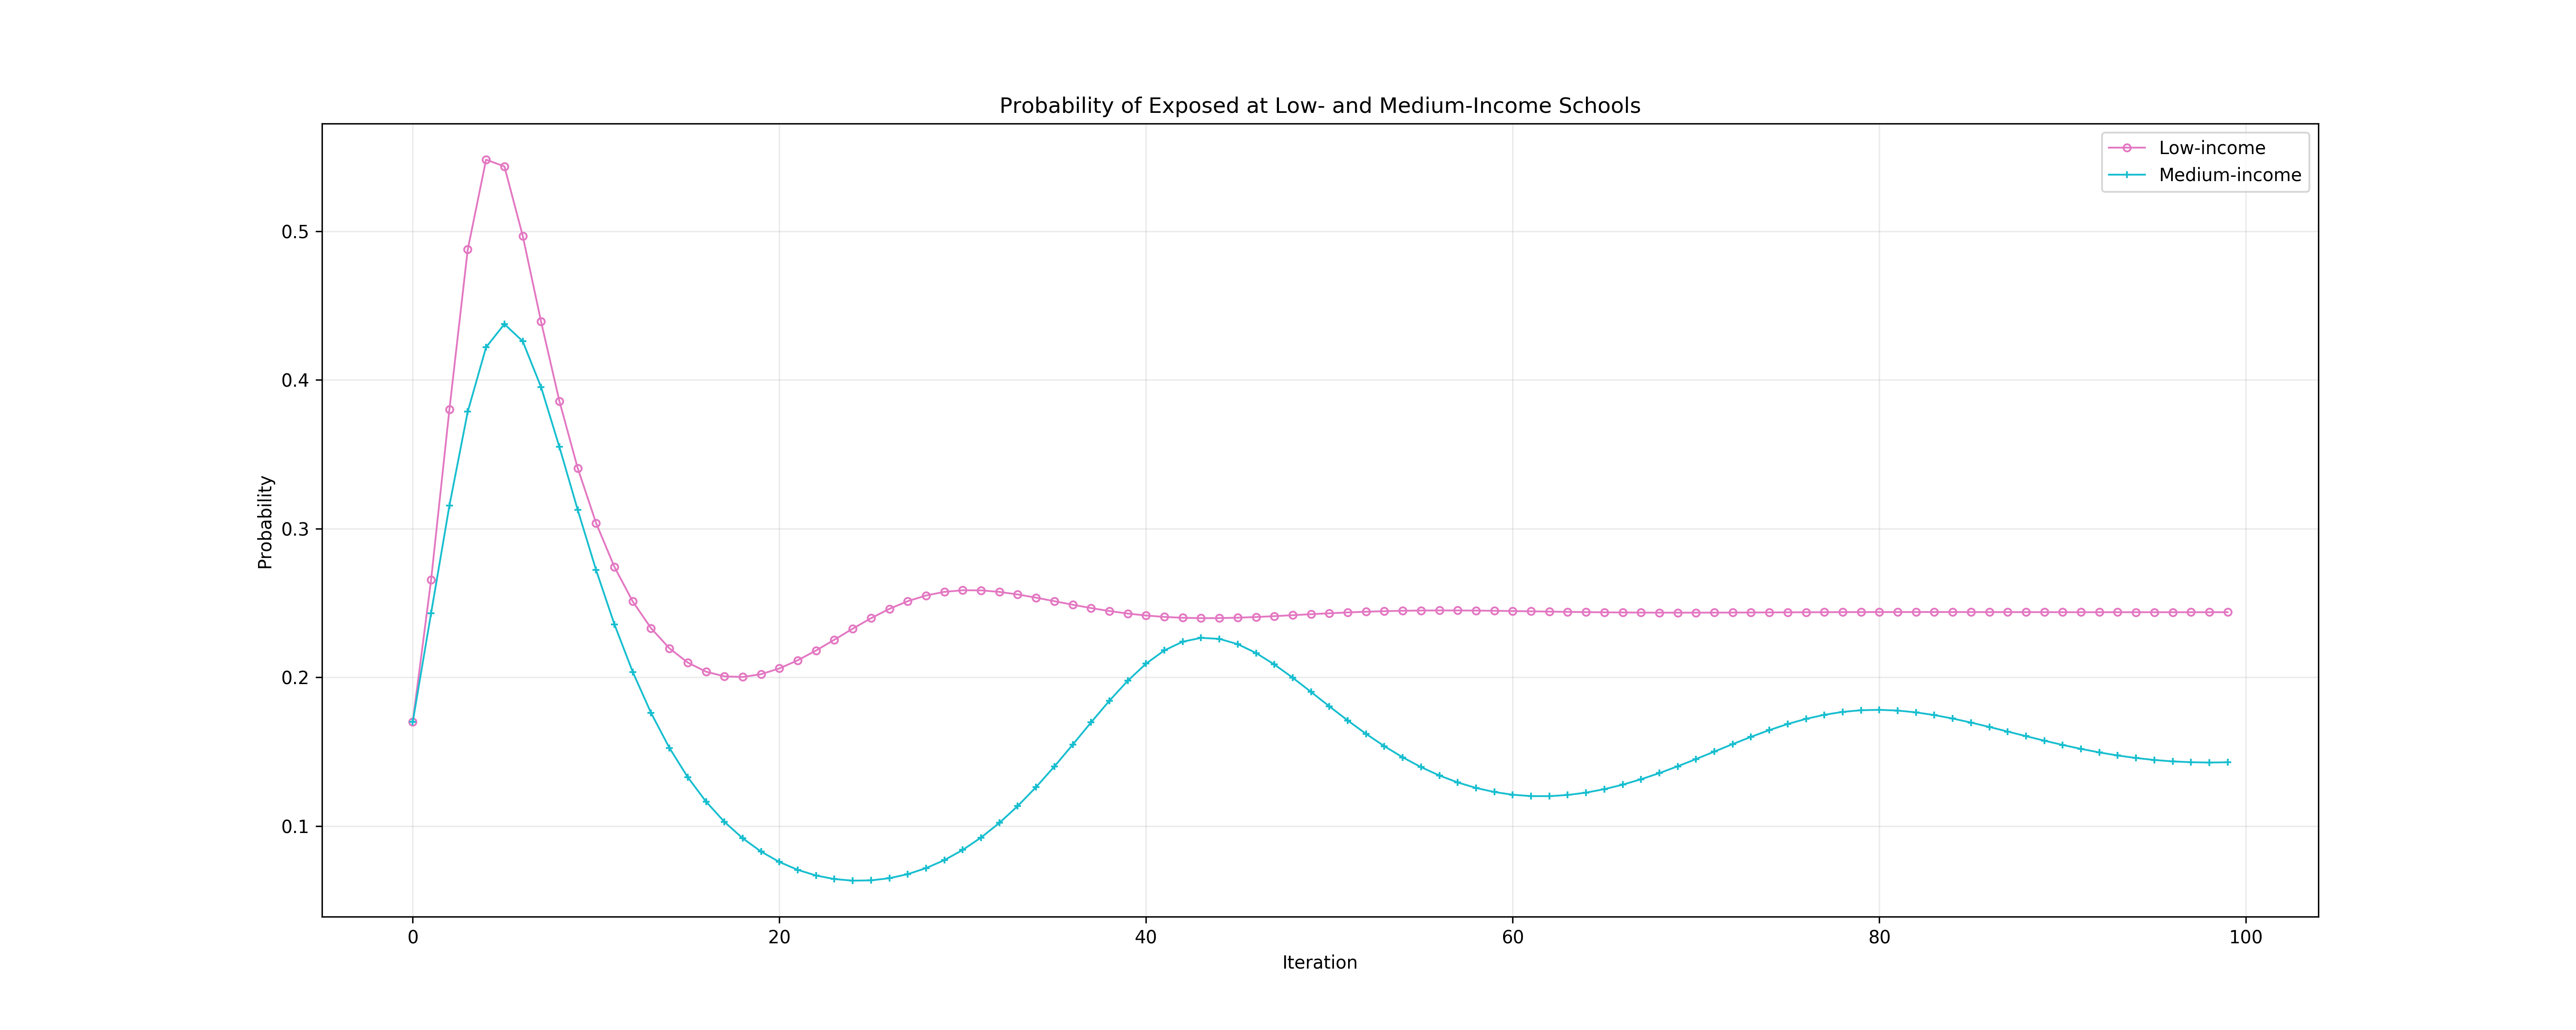 Probability of Exposed at Low- and Medium-Income Schools
Low-income
Medium-income
Probability
0.5
0.4
0.3
0.2
0.1
0 20 40 60 80 100
Iteration